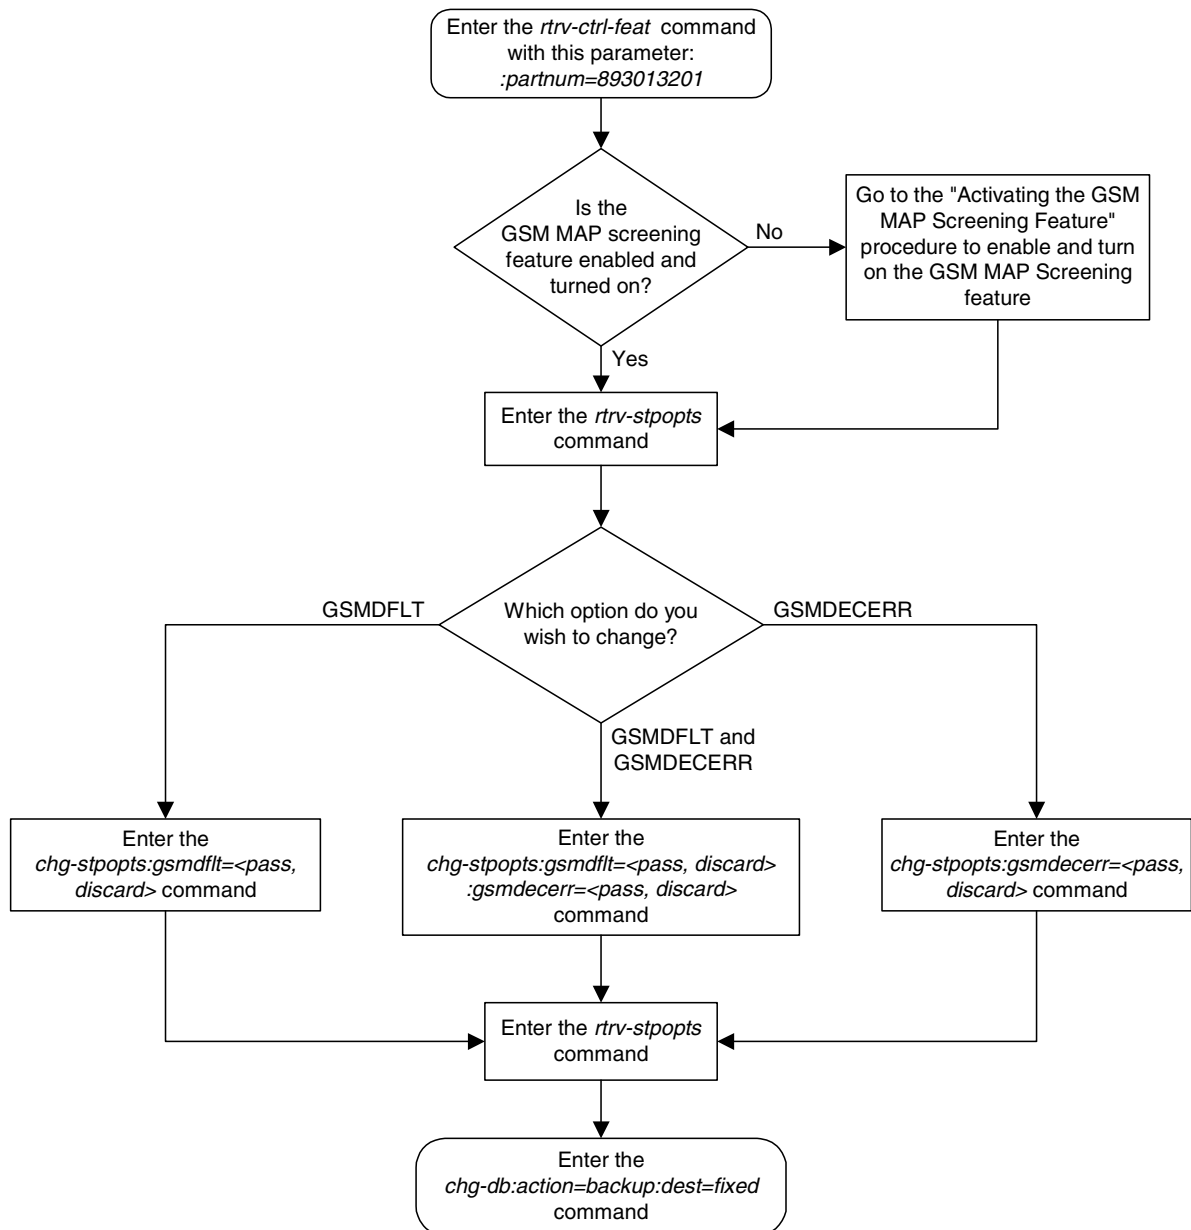 Enter the rtrv-ctrl-feat command
with this parameter:
:partnum=893013201
Is the
GSM MAP screening
feature enabled and
turned on?
No
Go to the "Activating the GSM
MAP Screening Feature"
procedure to enable and turn
on the GSM MAP Screening
feature
Yes
Enter the rtrv-stpopts
command
Which option do you
wish to change?
GSMDFLT
GSMDECERR
GSMDFLT and
GSMDECERR
Enter the
chg-stpopts:gsmdflt=<pass,
discard> command
Enter the
chg-stpopts:gsmdflt=<pass, discard>
:gsmdecerr=<pass, discard>
command
Enter the
chg-stpopts:gsmdecerr=<pass,
discard> command
Enter the rtrv-stpopts
command
Enter the
chg-db:action=backup:dest=fixed
command